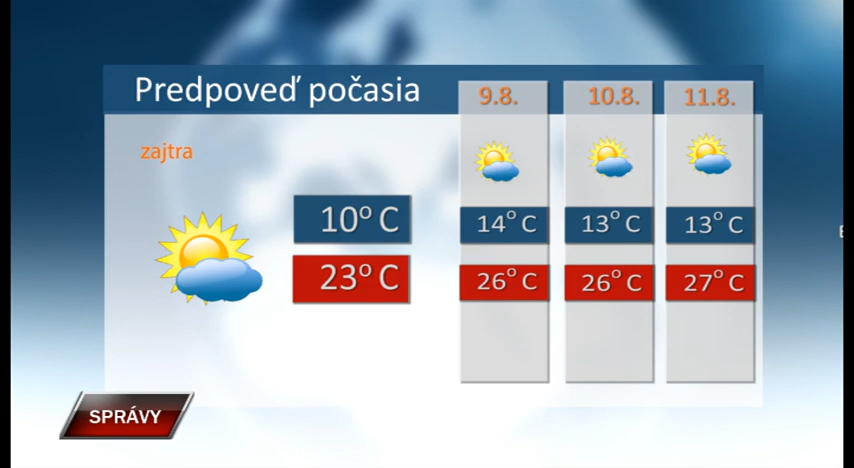 Predpoveď počasia
zajtra
10° C
23° C
9.8.
10.8.
11.8.
14° C
13° C
13° C
26° C
26° C
27° C
SPRÁVY